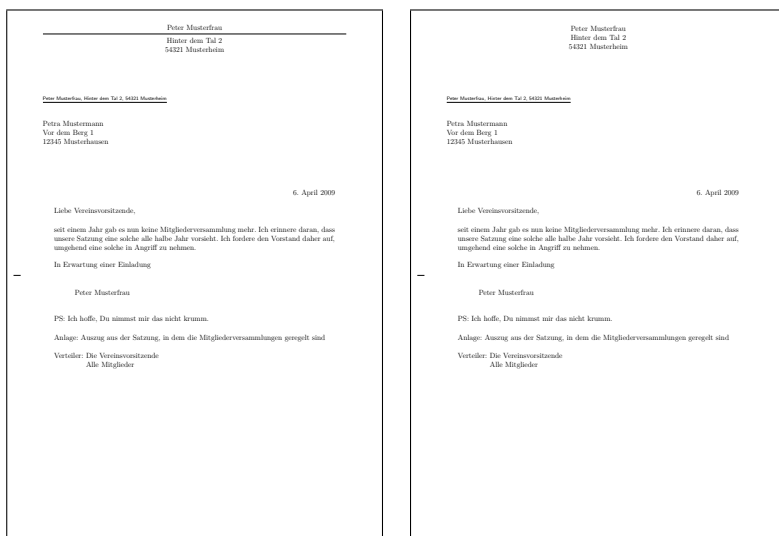 Peter Musterfrau
Hinter dem Tal 2
54321 Musterheim
Peter Musterfrau, Hinter dem Tal 2, 54321 Musterheim
Petra Mustermann
Vor dem Berg 1
12345 Musterhausen
6. April 2009
Liebe Vereinsvorsitzende,
seit einem Jahr gab es nun keine Mitgliederversammlung mehr. Ich erinnere daran, dass
unsere Satzung eine solche alle halbe Jahr vorsieht. Ich fordere den Vorstand daher auf,
umgehend eine solche in Angriff zu nehmen.
In Erwartung einer Einladung
Peter Musterfrau
PS: Ich hoffe, Du nimmst mir das nicht krumm.
Anlage: Auszug aus der Satzung, in dem die Mitgliederversammlungen geregelt sind
Verteiler: Die Vereinsvorsitzende
Alle Mitglieder
Peter Musterfrau
Hinter dem Tal 2
54321 Musterheim
Peter Musterfrau, Hinter dem Tal 2, 54321 Musterheim
Petra Mustermann
Vor dem Berg 1
12345 Musterhausen
6. April 2009
Liebe Vereinsvorsitzende,
seit einem Jahr gab es nun keine Mitgliederversammlung mehr. Ich erinnere daran, dass
unsere Satzung eine solche alle halbe Jahr vorsieht. Ich fordere den Vorstand daher auf,
umgehend eine solche in Angriff zu nehmen.
In Erwartung einer Einladung
Peter Musterfrau
PS: Ich hoffe, Du nimmst mir das nicht krumm.
Anlage: Auszug aus der Satzung, in dem die Mitgliederversammlungen geregelt sind
Verteiler: Die Vereinsvorsitzende
Alle Mitglieder